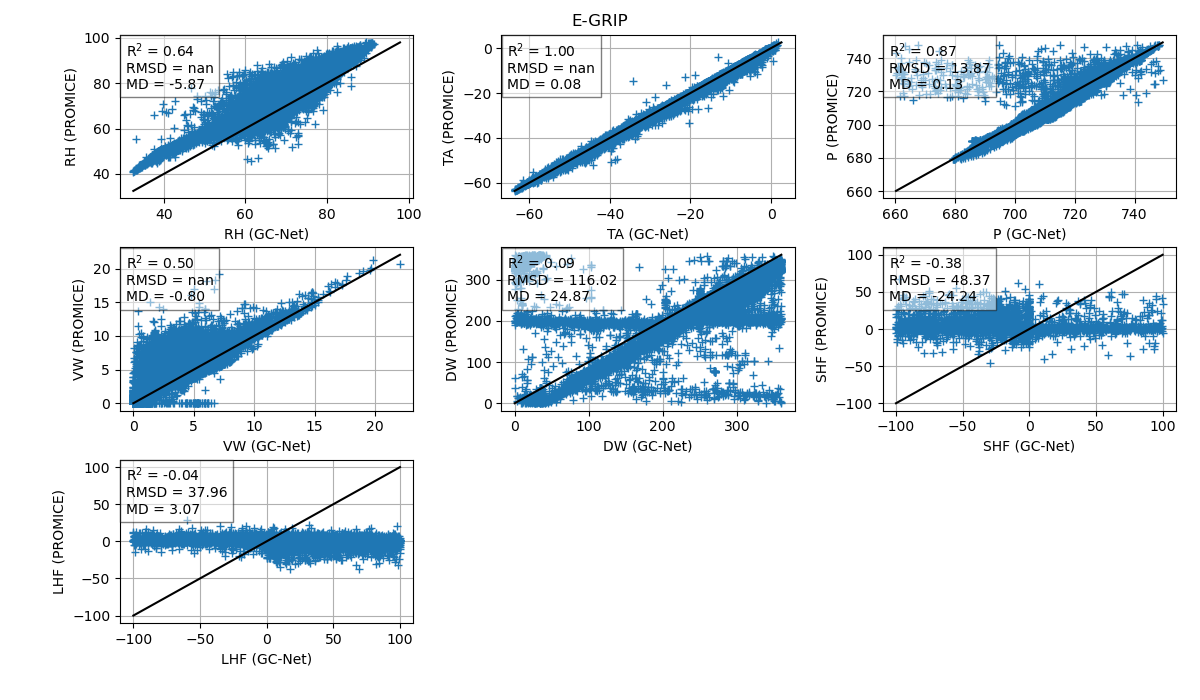 E-GRIP
R² = 0.64
RMSD = nan
MD = -5.87
100
80
60
40
RH (PROMICE)
40
60
80
100
RH (GC-Net)
R² = 1.00
RMSD = nan
MD = 0.08
0
−20
−40
−60
TA (PROMICE)
−60
−40
−20
0
TA (GC-Net)
R² = 0.87
RMSD = 13.87
MD = 0.13
740
720
700
680
660
P (PROMICE)
660
680
700
720
740
P (GC-Net)
R² = 0.50
RMSD = nan
MD = -0.80
20
15
10
5
0
VW (PROMICE)
0
5
10
15
20
VW (GC-Net)
R² = 0.09
RMSD = 116.02
MD = 24.87
300
200
100
0
DW (PROMICE)
0
100
200
300
DW (GC-Net)
R² = -0.38
RMSD = 48.37
MD = -24.24
100
50
0
−50
−100
SHF (PROMICE)
−100
−50
0
50
100
SHF (GC-Net)
R² = -0.04
RMSD = 37.96
MD = 3.07
100
50
0
−50
−100
LHF (PROMICE)
−100
−50
0
50
100
LHF (GC-Net)